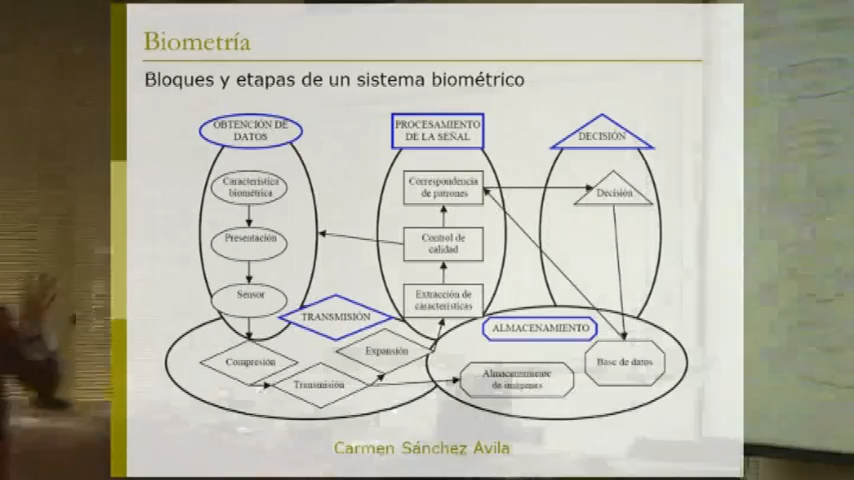 Biometría
Bloques y etapas de un sistema biométrico
OBTENCIÓN DE
DATOS
PROCESAMIENTO
DE LA SEÑAL
DECISIÓN
Característica
biométrica
Correspondencia
de patrones
Decisión
Presentación
Control de
calidad
Sensor
Extracción de
características
TRANSMISIÓN
ALMACENAMIENTO
Compresión
Expansión
Base de datos
Transmisión
Almacenamiento
de imágenes
Carmen Sánchez Avila